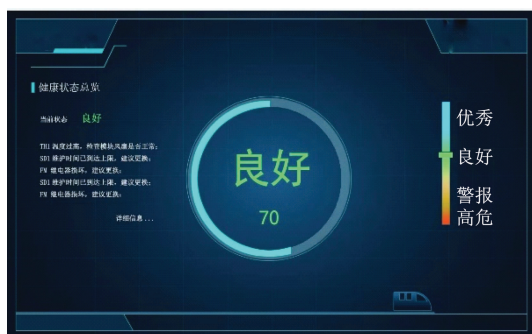 健康状态总览
当前状态 良好
TH1 温度过高，检查模块风扇是否正常；
SD1 维护时间已到达上限，建议更换；
FW 继电器损坏，建议更换；
SD1 维护时间已到达上限，建议更换；
FW 继电器损坏，建议更换；
详细信息...
良好
70
优秀
良好
警报
高危